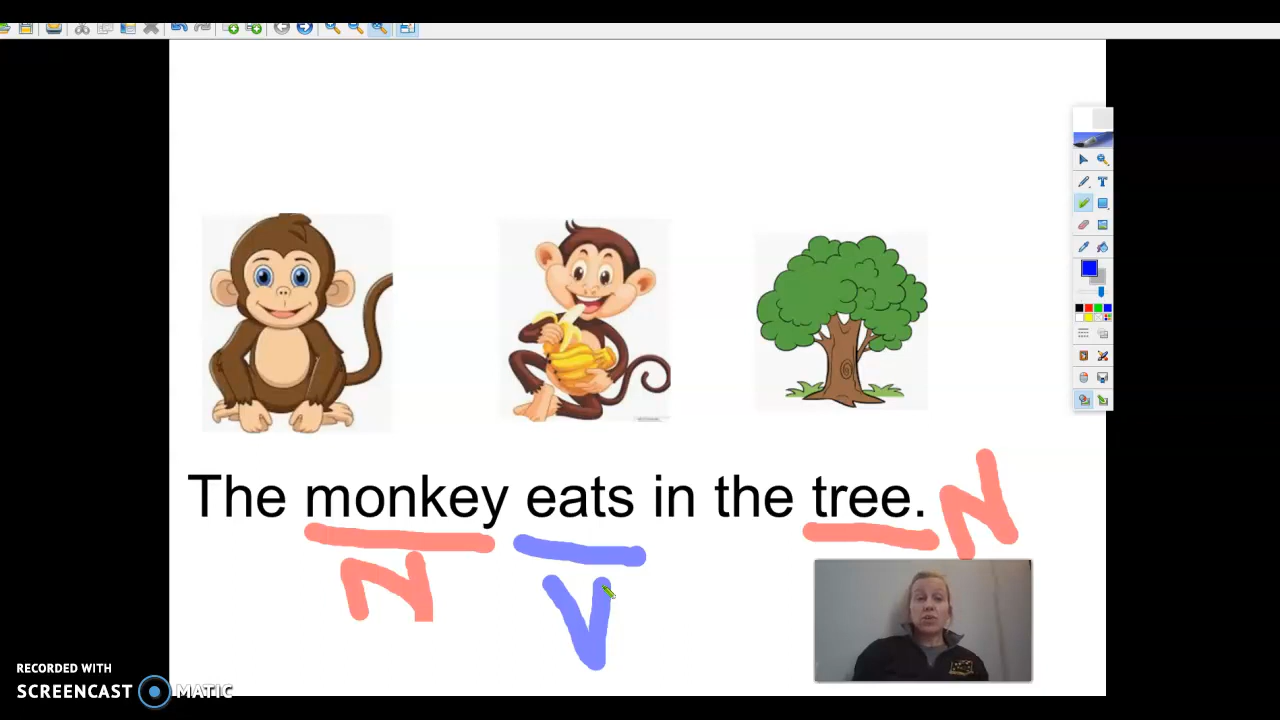 The monkey eats in the tree.
N
N
V
RECORDED WITH
SCREENCAST MATIC